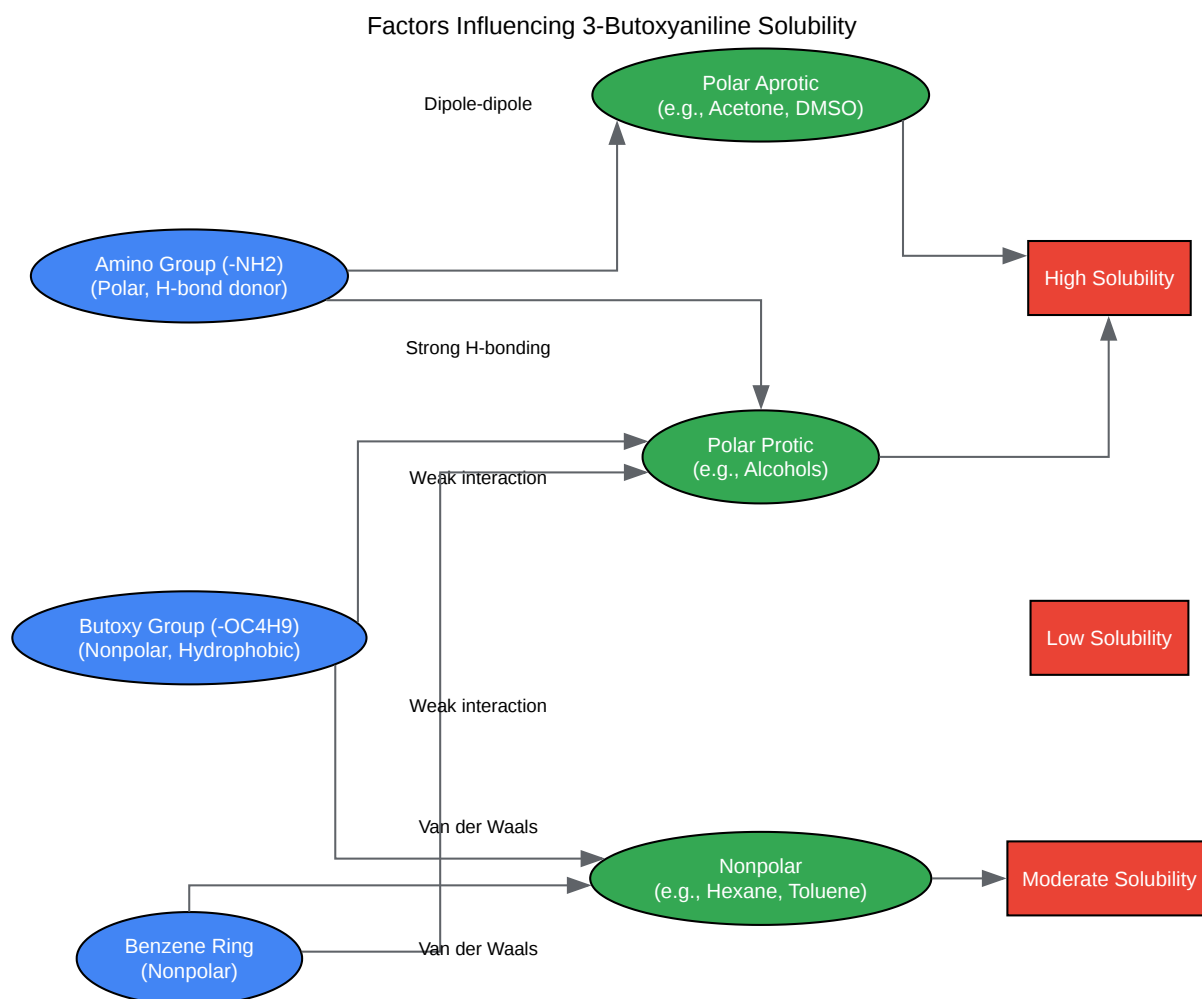 Factors Influencing 3-Butoxyaniline Solubility
Polar Aprotic
(e.g., Acetone, DMSO)
Dipole-dipole
Amino Group (-NH2)
(Polar, H-bond donor)
High Solubility
Strong H-bonding
Polar Protic
(e.g., Alcohols)
Weak interaction
Butoxy Group (-OC4H9)
(Nonpolar, Hydrophobic)
Low Solubility
Weak interaction
Van der Waals
Nonpolar
(e.g., Hexane, Toluene)
Moderate Solubility
Van der Waals
Benzene Ring
(Nonpolar)